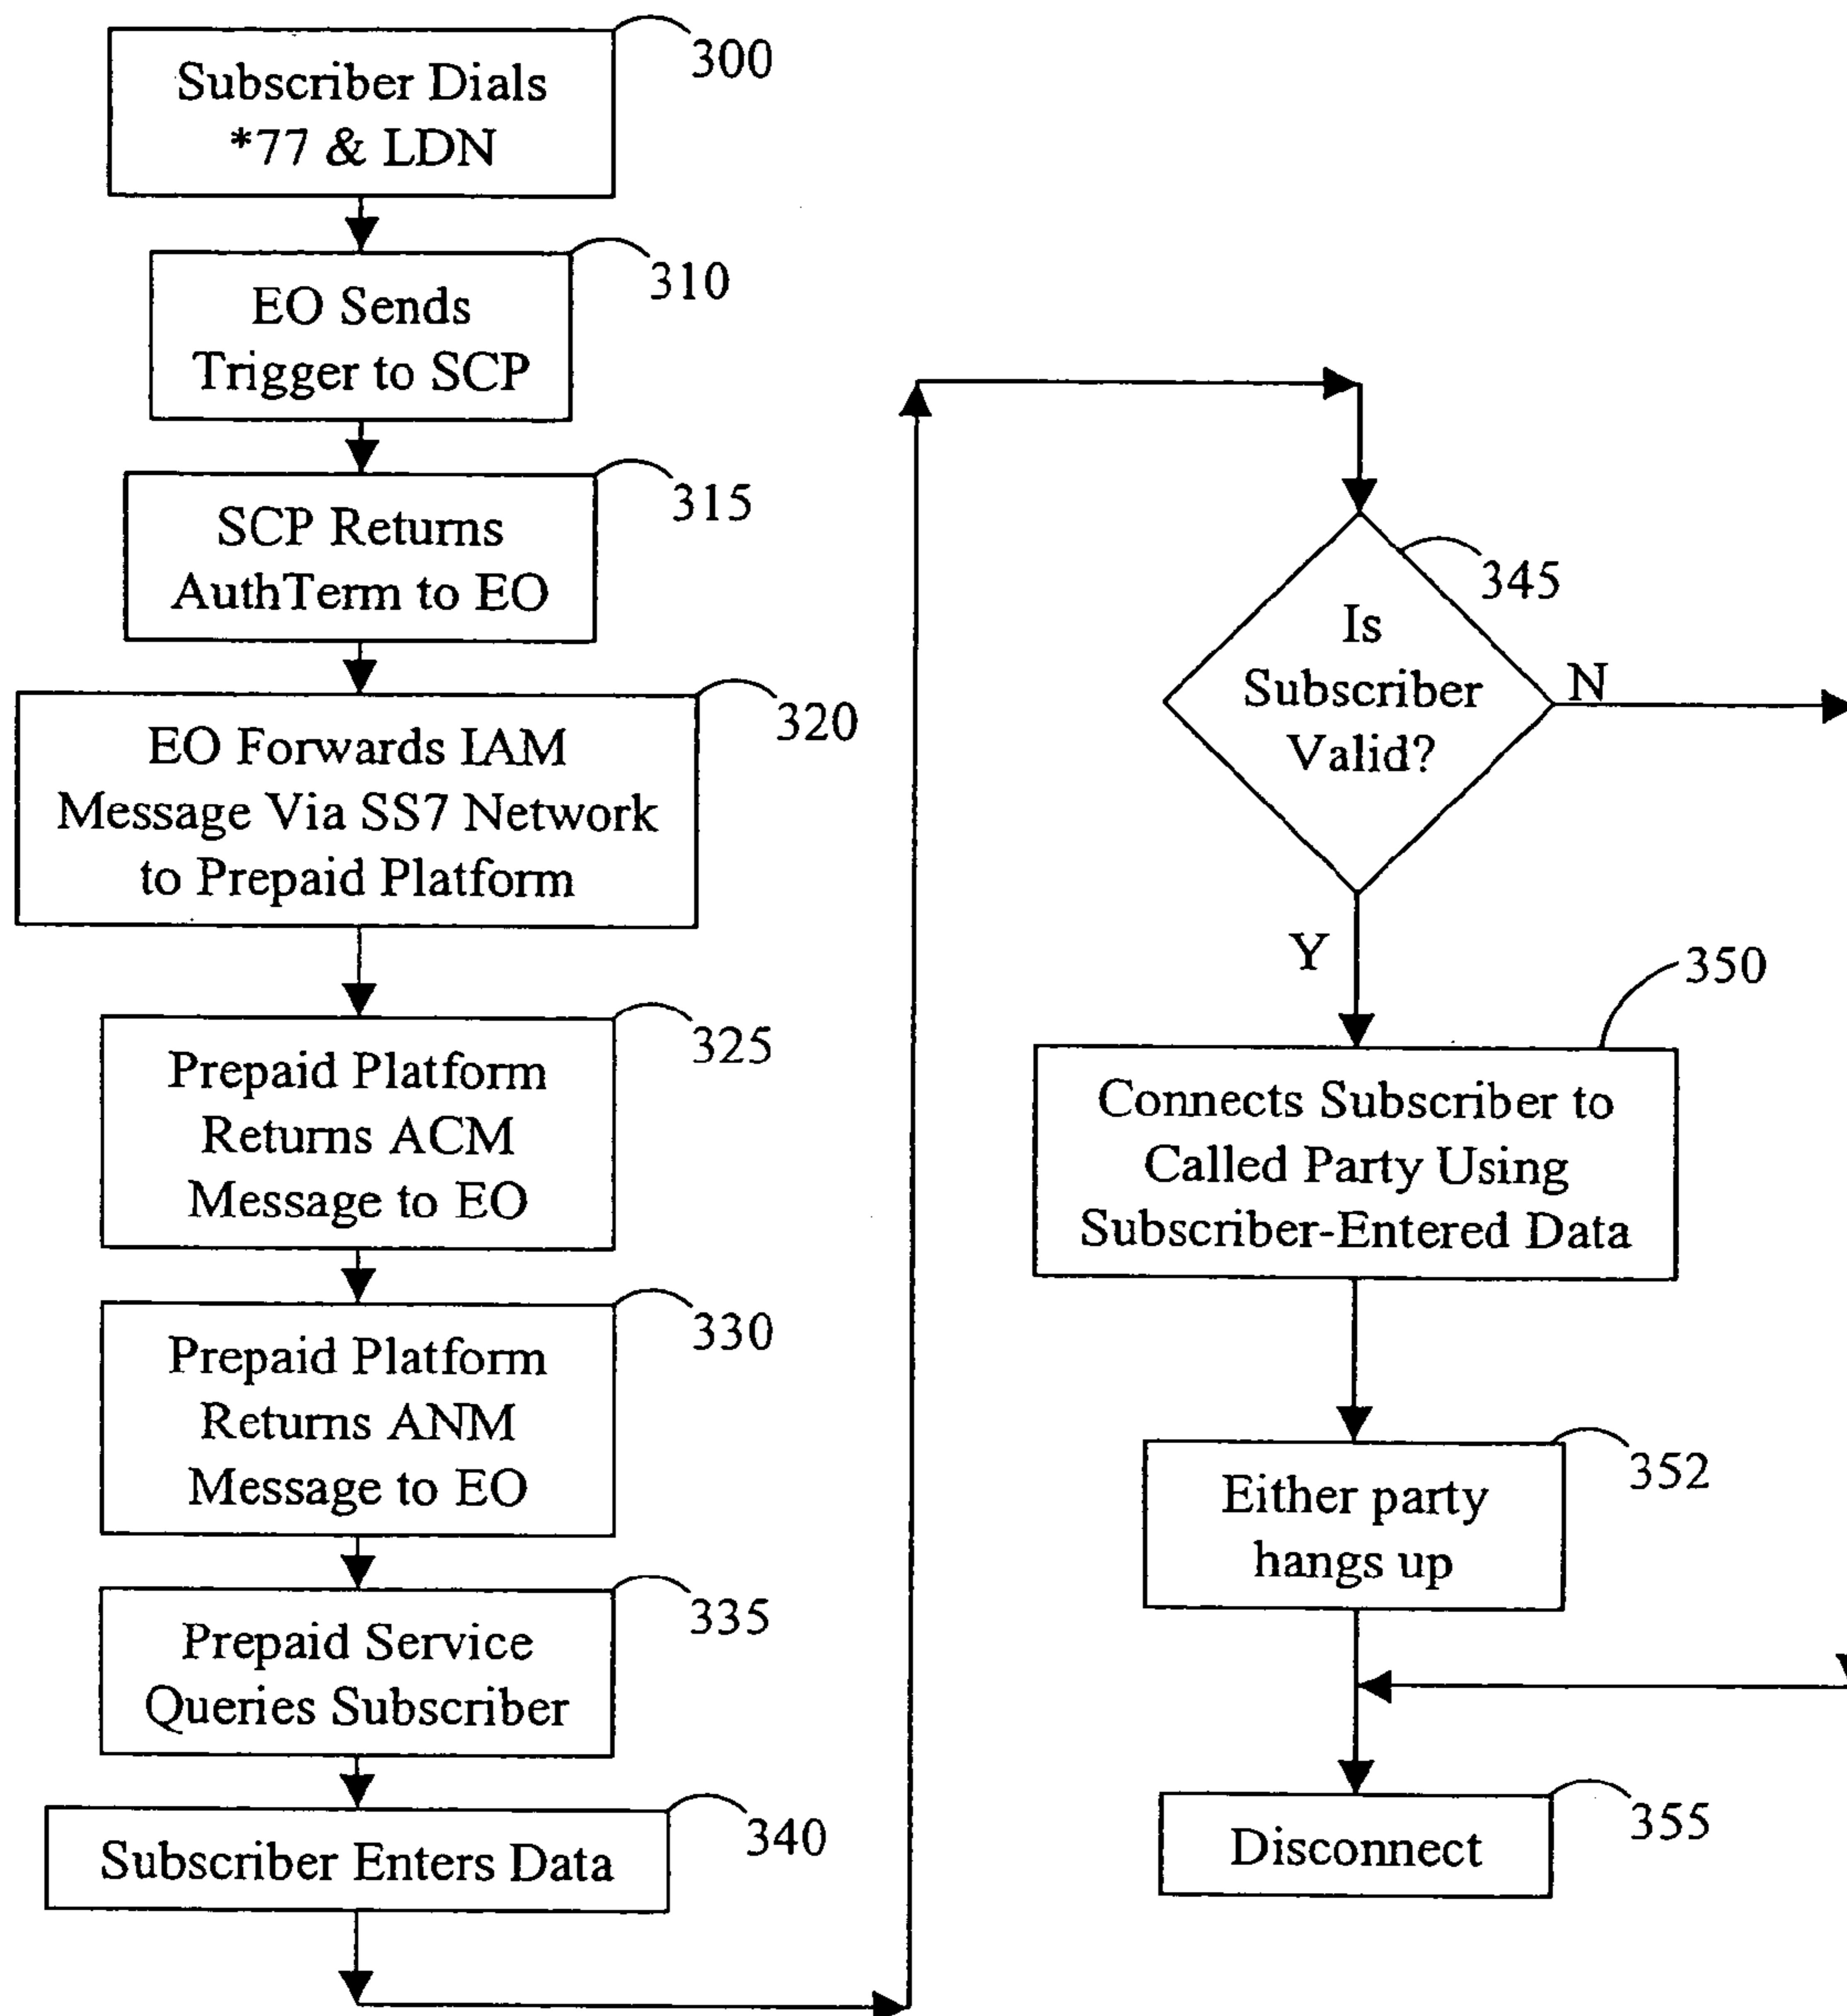 300
Subscriber Dials
*77 & LDN
310
EO Sends
Trigger to SCP
315
SCP Returns
AuthTerm to EO
320
EO Forwards IAM
Message Via SS7 Network
to Prepaid Platform
325
Prepaid Platform
Returns ACM
Message to EO
330
Prepaid Platform
Returns ANM
Message to EO
335
Prepaid Service
Queries Subscriber
340
Subscriber Enters Data
345
Is
Subscriber
Valid?
N
Y
350
Connects Subscriber to
Called Party Using
Subscriber-Entered Data
352
Either party
hangs up
355
Disconnect